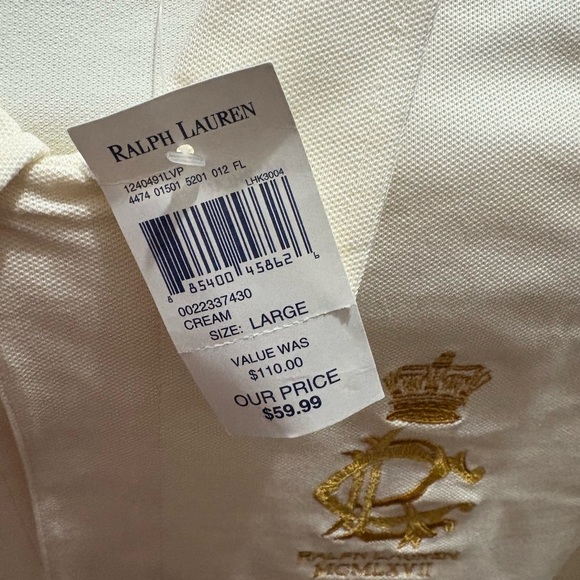 RALPH LAUREN
1240491LVP
4474 01501 5201 012 FL
LHK3004
8 85400 45862 6
0022337430
CREAM
SIZE: LARGE
VALUE WAS
$110.00
OUR PRICE
$59.99
RALPH LAUREN
MCMLXVII